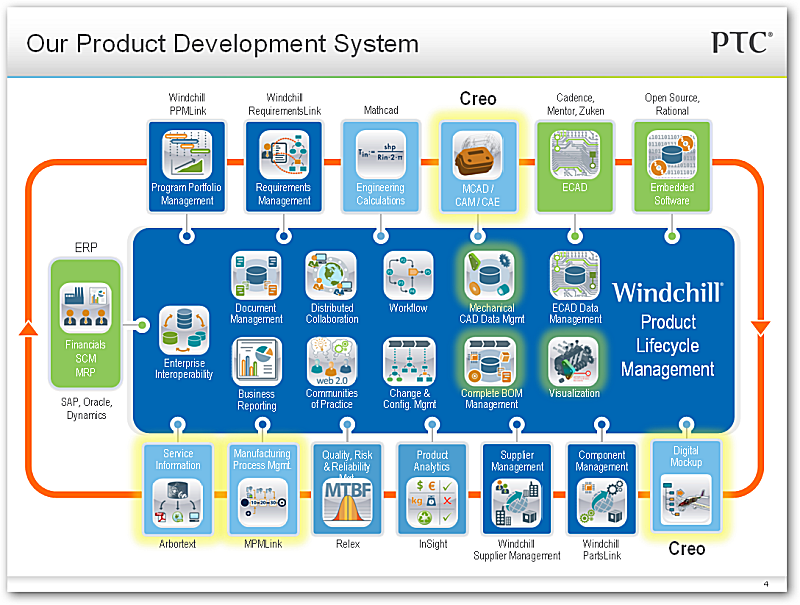 Our Product Development System
PTC®
Windchill
PPMLink
Windchill
RequirementsLink
Mathcad
Creo
Cadence,
Mentor, Zuken
Open Source,
Rational
Program Portfolio
Management
Requirements
Management
Engineering
Calculations
MCAD /
CAM / CAE
ECAD
Embedded
Software
ERP
Financials
SCM
MRP
SAP, Oracle,
Dynamics
Enterprise
Interoperability
Document
Management
Distributed
Collaboration
Workflow
Mechanical
CAD Data Mgmt
ECAD Data
Management
Business
Reporting
web 2.0
Communities
of Practice
Change &
Config. Mgmt
Complete BOM
Management
Visualization
Windchill®
Product
Lifecycle
Management
Service
Information
Manufacturing
Process Mgmt.
Quality, Risk
& Reliability
MTBF
Product
Analytics
$ €
kg
Supplier
Management
Component
Management
Digital
Mockup
Arbortext
MPMLink
Relex
InSight
Windchill
Supplier Management
Windchill
PartsLink
Creo
4